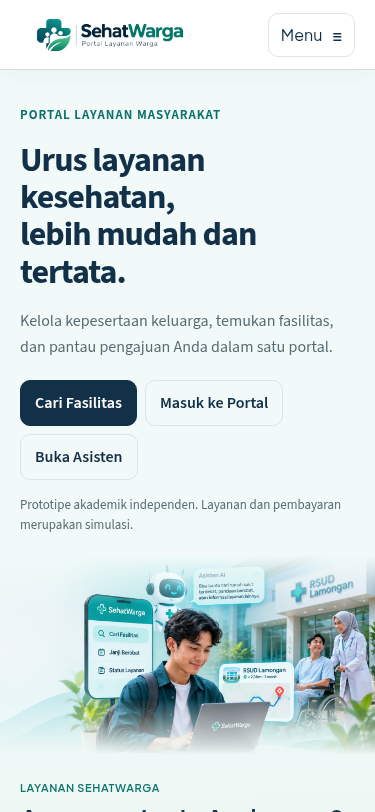 SehatWarga
Portal Layanan Warga
Menu
PORTAL LAYANAN MASYARAKAT
Urus layanan
kesehatan,
lebih mudah dan
tertata.
Kelola kepesertaan keluarga, temukan fasilitas,
dan pantau pengajuan Anda dalam satu portal.
Cari Fasilitas
Masuk ke Portal
Buka Asisten
Prototipe akademik independen. Layanan dan pembayaran
merupakan simulasi.
Asisten AI
RSUD
Lamongan
SehatWarga
Cari Fasilitas
Janji Berobat
Status Layanan
RSUD Lamongan
SehatWarga
LAYANAN SEHATWARGA